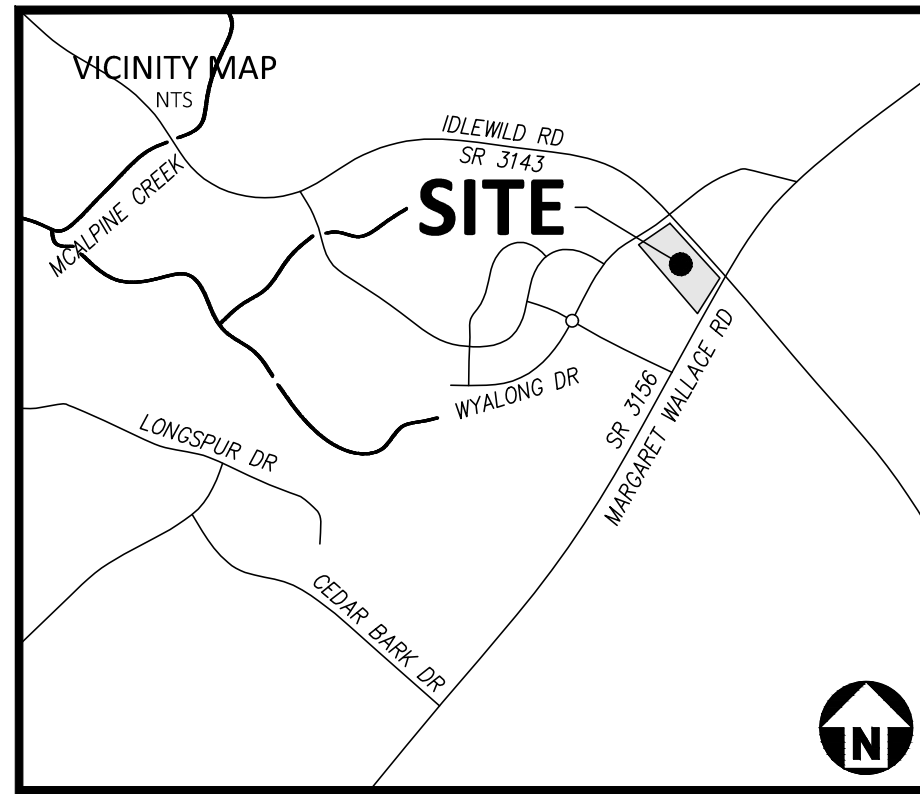 VICINITY MAP
NTS
IDLEWILD RD
SR 3143
MCALPINE CREEK
SITE
WYALONG DR
SR 3156
MARGARET WALLACE RD
LONGSPUR DR
CEDAR BARK DR
N